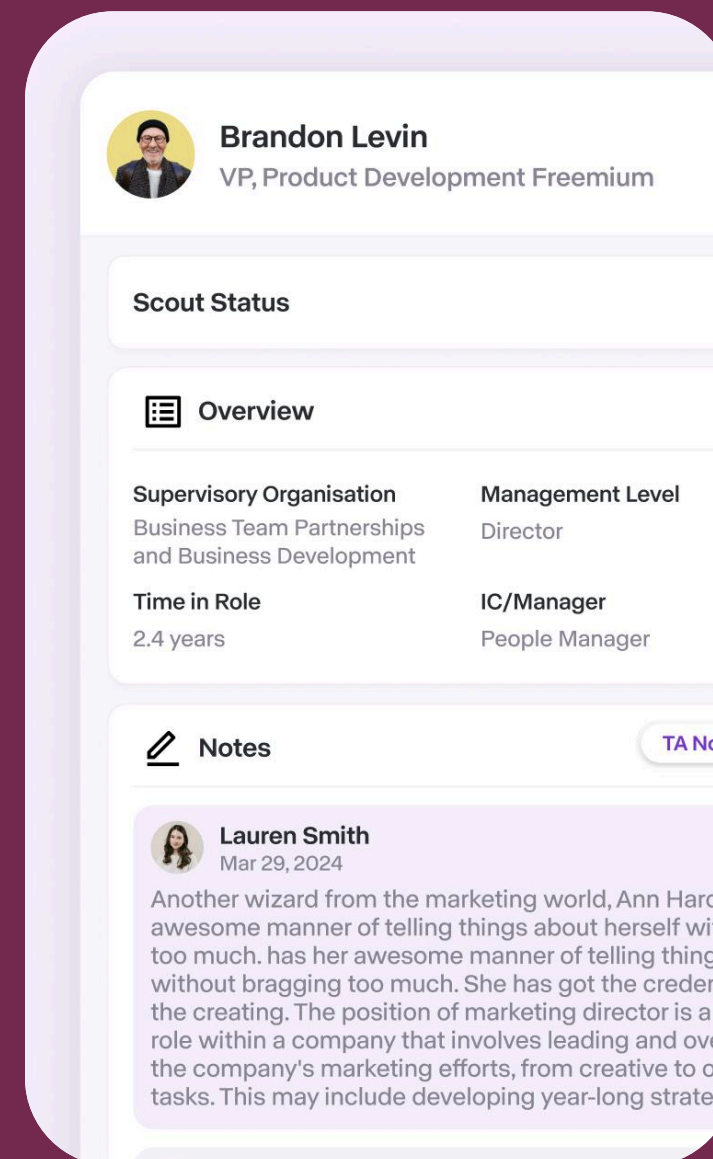 Brandon Levin
VP, Product Development Freemium
Scout Status
Overview
Supervisory Organisation
Business Team Partnerships
and Business Development
Management Level
Director
Time in Role
2.4 years
IC/Manager
People Manager
Notes
TA
Lauren Smith
Mar 29, 2024
Another wizard from the marketing world, Ann
awesome manner of telling things about herself
too much. has her awesome manner of telling
without bragging too much. She has got the
the creating. The position of marketing director is a
role within a company that involves leading and
the company's marketing efforts, from creative to
tasks. This may include developing year-long